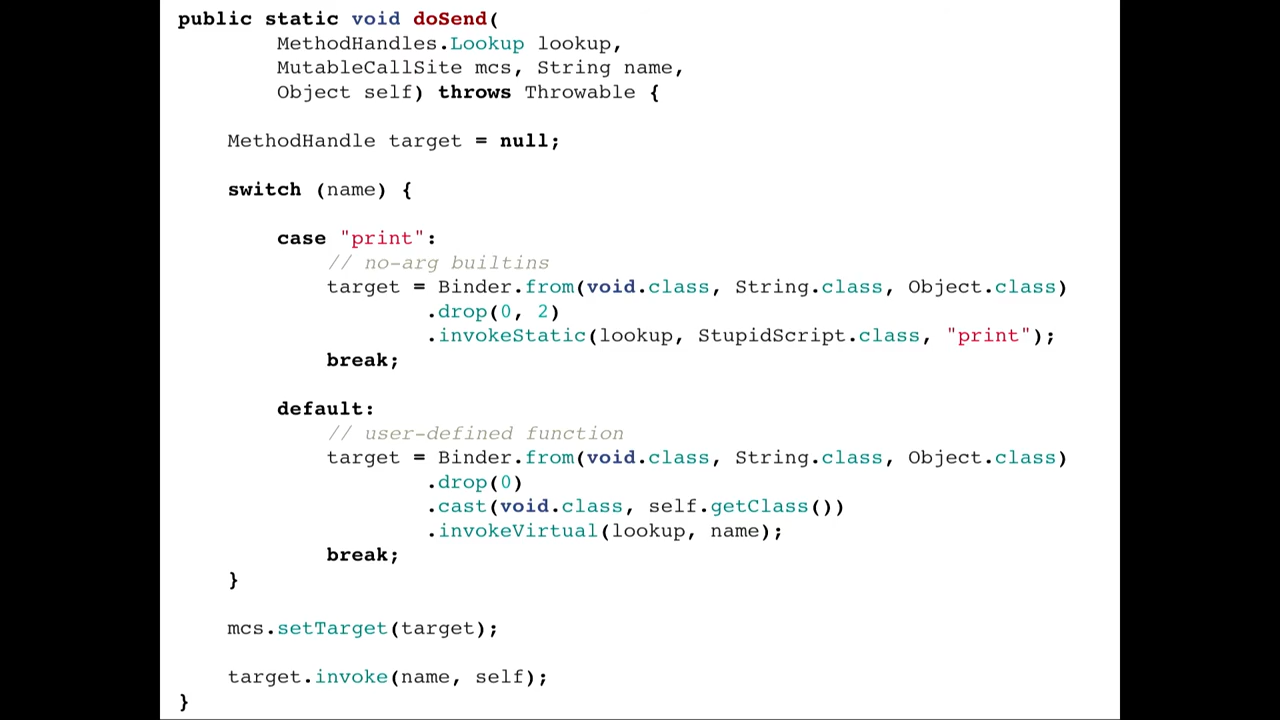 public static void doSend(
        MethodHandles.Lookup lookup,
        MutableCallSite mcs, String name,
        Object self) throws Throwable {
    MethodHandle target = null;
    switch (name) {
        case "print":
            // no-arg builtins
            target = Binder.from(void.class, String.class, Object.class)
                    .drop(0, 2)
                    .invokeStatic(lookup, StupidScript.class, "print");
            break;
        default:
            // user-defined function
            target = Binder.from(void.class, String.class, Object.class)
                    .drop(0)
                    .cast(void.class, self.getClass())
                    .invokeVirtual(lookup, name);
            break;
    }
    mcs.setTarget(target);
    target.invoke(name, self);
}